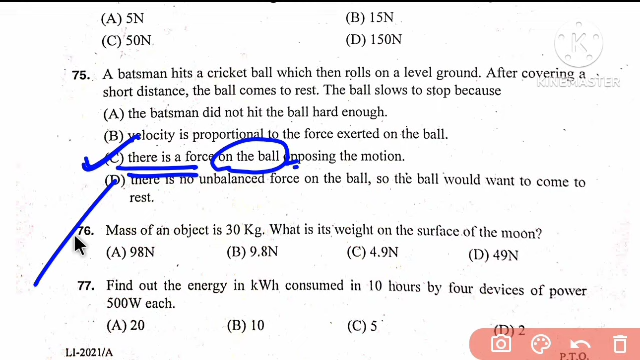 (A) 5N (B) 15N
(C) 50N (D) 150N
75. A batsman hits a cricket ball which then rolls on a level ground. After covering a
short distance, the ball comes to rest. The ball slows to stop because
(A) the batsman did not hit the ball hard enough.
(B) velocity is proportional to the force exerted on the ball.
(C) there is a force on the ball opposing the motion.
(D) there is no unbalanced force on the ball, so the ball would want to come to
rest.
76. Mass of an object is 30 Kg. What is its weight on the surface of the moon?
(A) 98N (B) 9.8N (C) 4.9N (D) 49N
77. Find out the energy in kWh consumed in 10 hours by four devices of power
500W each.
(A) 20 (B) 10 (C) 5 (D) 2
LI-2021/A P.T.O.
KINEMASTER